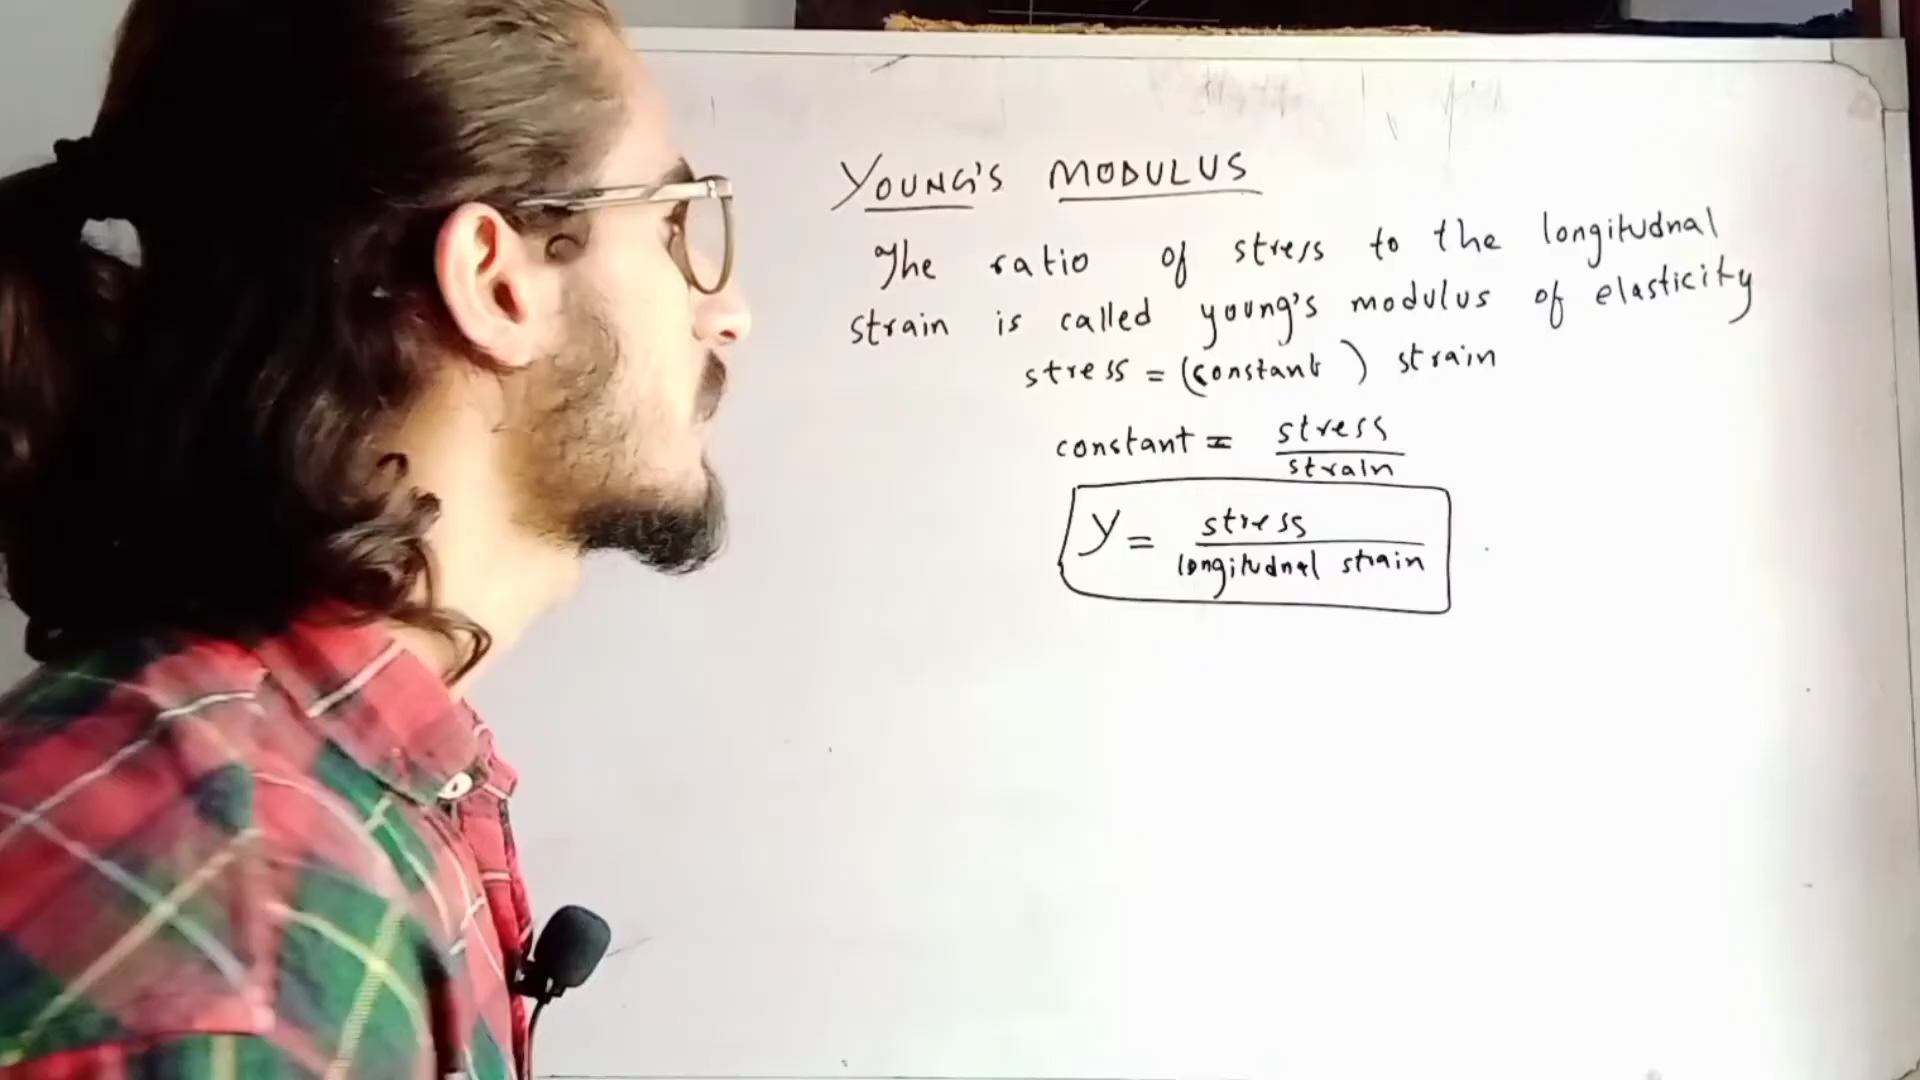 YOUNG'S MODULUS
The ratio of stress to the longitudnal
strain is called young's modulus of elasticity
stress = (constant) strain
constant = stress / strain
Y = stress / longitudnal strain